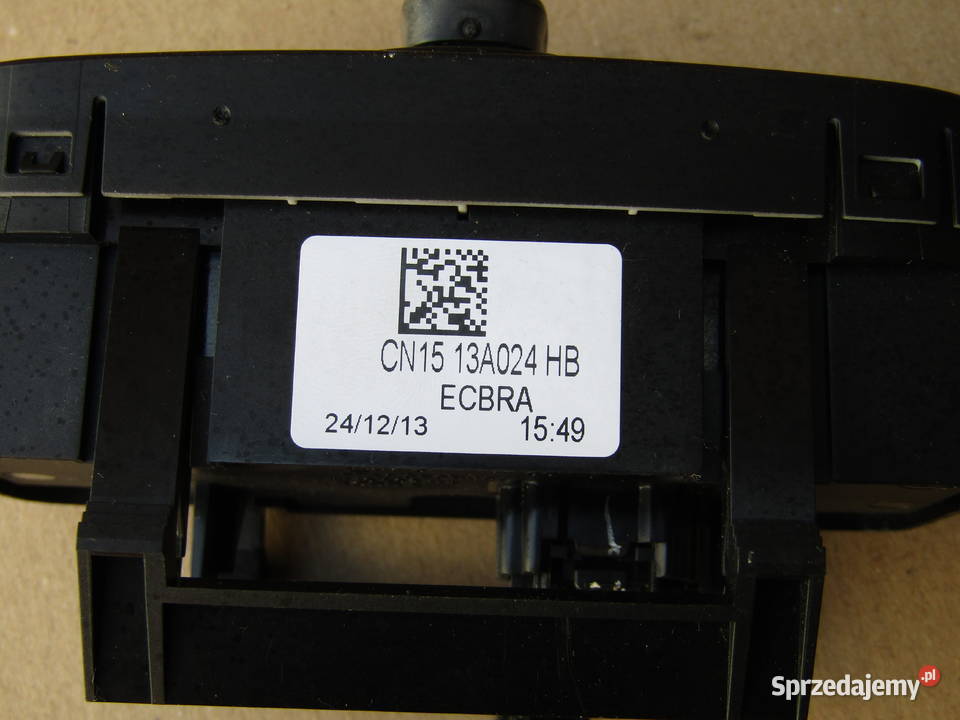 CN15 13A024 HB
ECBRA
24/12/13 15:49
Sprzedajemy.pl